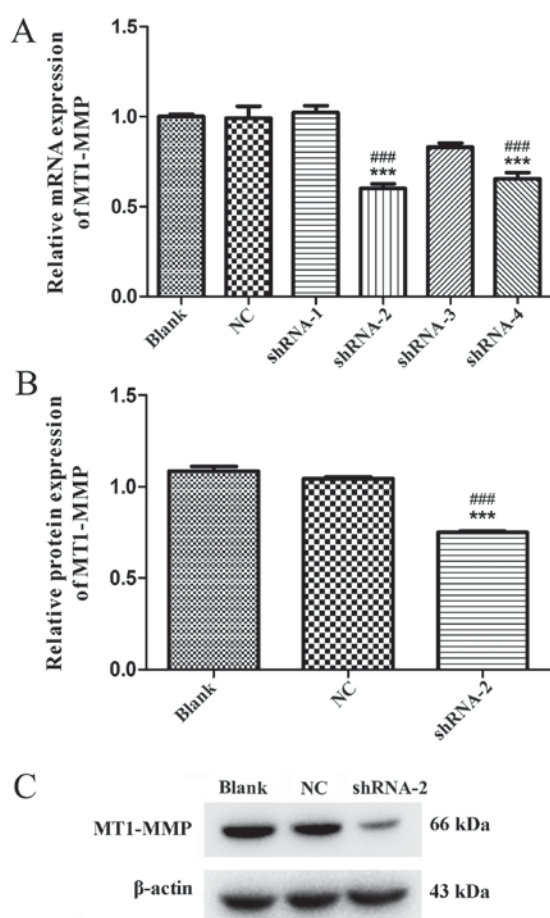 A
Relative mRNA expression
of MT1-MMP
1.5
1.0
0.5
0.0
###
***
###
***
Blank
NC
shRNA-1
shRNA-2
shRNA-3
shRNA-4
B
Relative protein expression
of MT1-MMP
1.5
1.0
0.5
0.0
###
***
Blank
NC
shRNA-2
C
Blank NC shRNA-2
MT1-MMP 66 kDa
β-actin 43 kDa